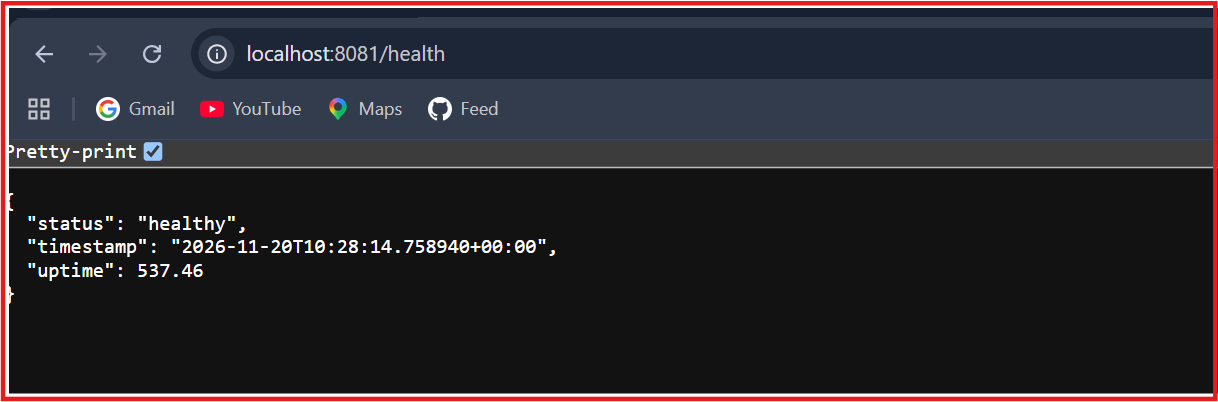 localhost:8081/health
Gmail YouTube Maps Feed
Pretty-print
{
  "status": "healthy",
  "timestamp": "2026-11-20T10:28:14.758940+00:00",
  "uptime": 537.46
}